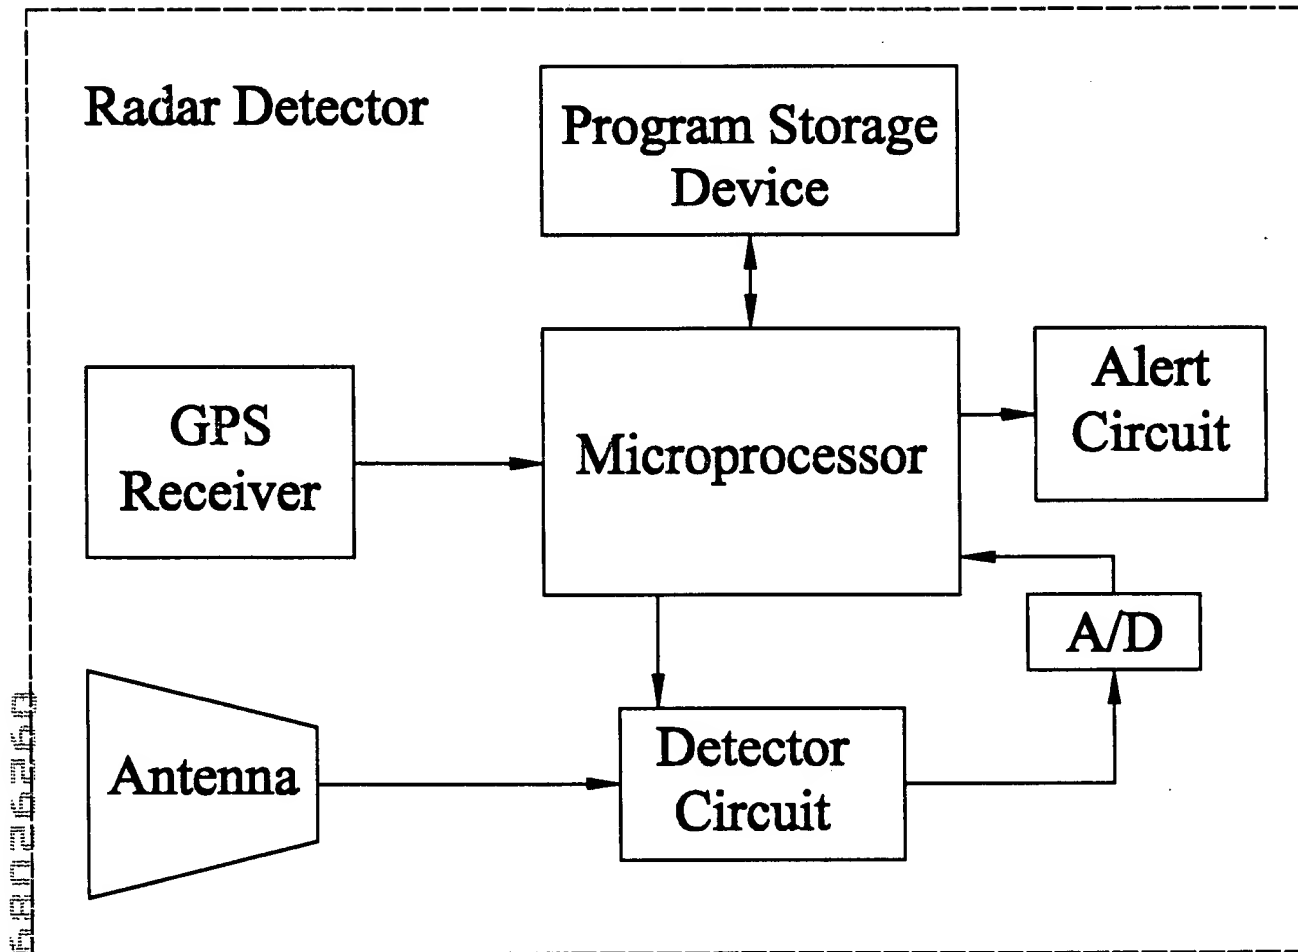 Radar Detector
Program Storage
Device
GPS
Receiver
Microprocessor
Alert
Circuit
A/D
Antenna
Detector
Circuit